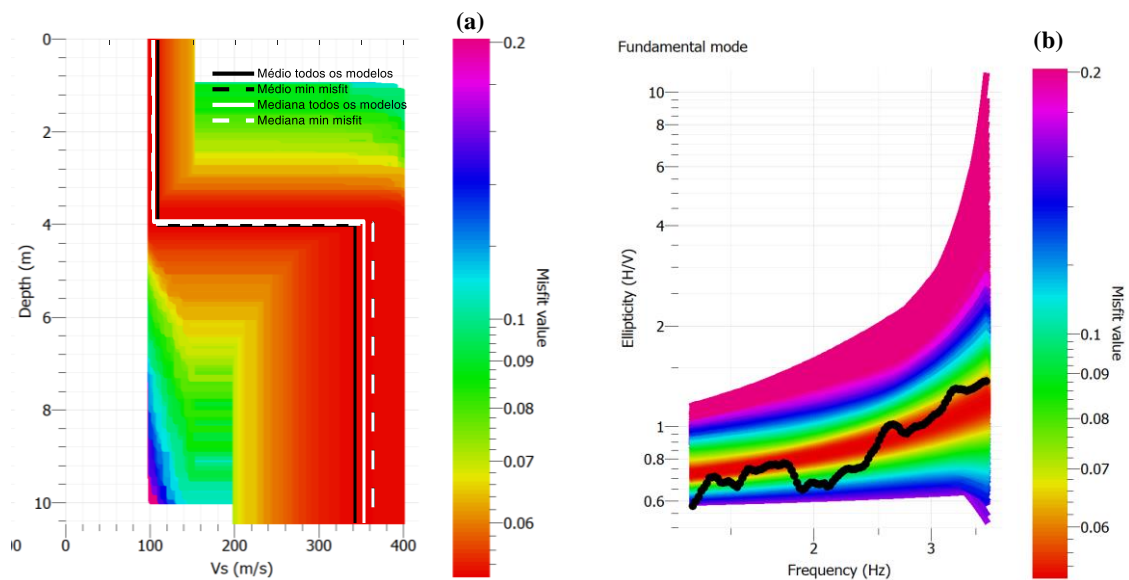 (a)
0
2
4
6
8
10
Depth (m)
Médio todos os modelos
Médio min misfit
Mediana todos os modelos
Mediana min misfit
00
0
100
200
300
400
Vs (m/s)
0.2
0.1
0.09
0.08
0.07
0.06
Misfit value
(b)
Fundamental mode
10
8
6
4
2
1
0.8
0.6
Ellipticity (H/V)
2
3
Frequency (Hz)
0.2
0.1
0.09
0.08
0.07
0.06
Misfit value